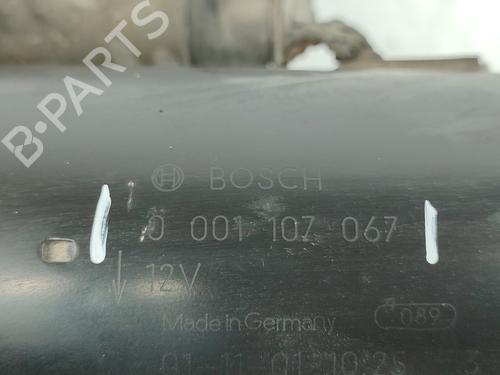 B-PARTS
BOSCH
0 001 107 067
12V
Made in Germany
089